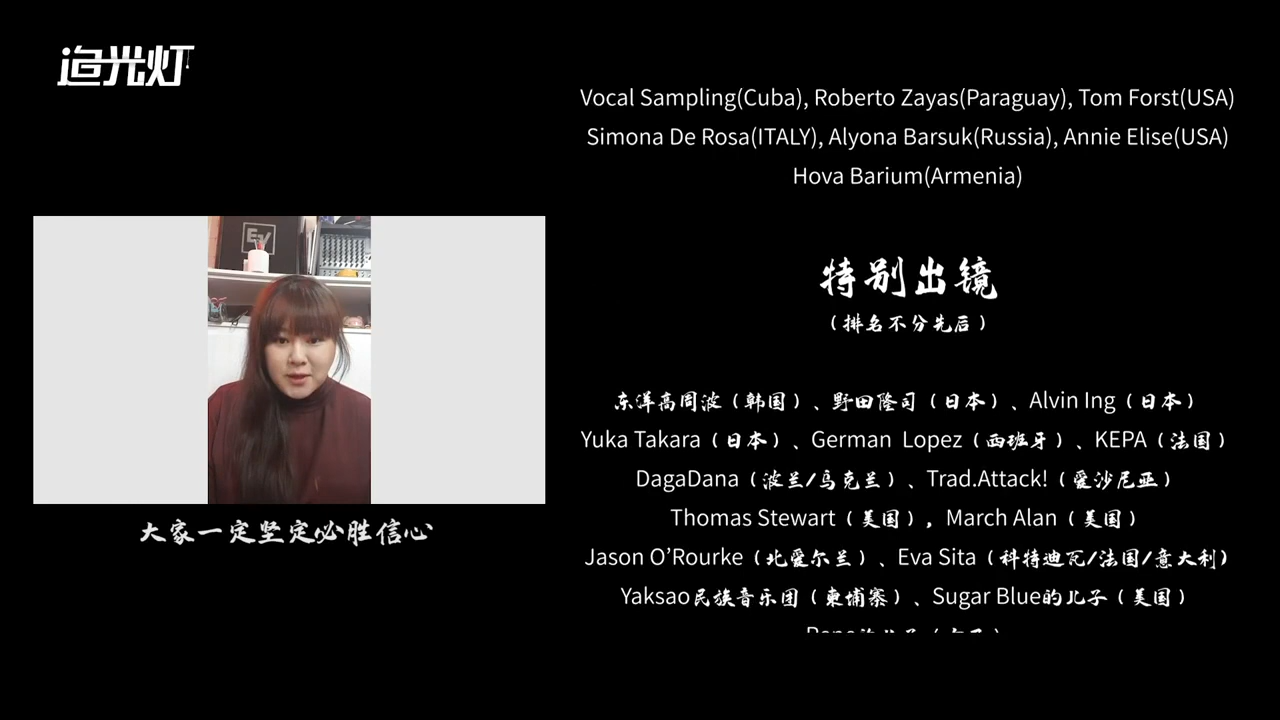 追光灯
Vocal Sampling(Cuba), Roberto Zayas(Paraguay), Tom Forst(USA)
Simona De Rosa(ITALY), Alyona Barsuk(Russia), Annie Elise(USA)
Hova Barium(Armenia)
EV
特别出镜
（排名不分先后）
东洋高周波（韩国）、野田隆司（日本）、Alvin Ing（日本）
Yuka Takara（日本）、German Lopez（西班牙）、KEPA（法国）
DagaDana（波兰/乌克兰）、Trad.Attack!（爱沙尼亚）
Thomas Stewart（美国），March Alan（美国）
Jason O’Rourke（北爱尔兰）、Eva Sita（科特迪瓦/法国/意大利）
Yaksao民族音乐团（柬埔寨）、Sugar Blue的儿子（美国）
大家一定坚定必胜信心